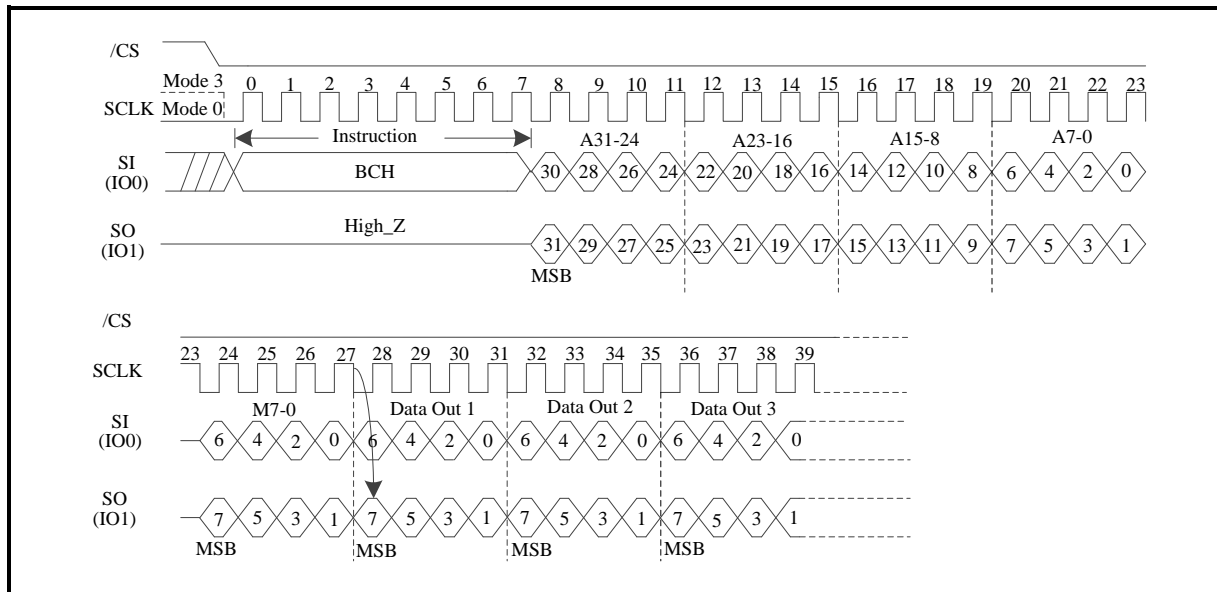 /CS
Mode 3
0 1 2 3 4 5 6 7 8 9 10 11 12 13 14 15 16 17 18 19 20 21 22 23
SCLK Mode 0
Instruction A31-24 A23-16 A15-8 A7-0
SI
(IO0)
BCH 30 28 26 24 22 20 18 16 14 12 10 8 6 4 2 0
High_Z
SO
(IO1)
31 29 27 25 23 21 19 17 15 13 11 9 7 5 3 1
MSB
/CS
23 24 25 26 27 28 29 30 31 32 33 34 35 36 37 38 39
SCLK
M7-0 Data Out 1 Data Out 2 Data Out 3
SI
(IO0)
6 4 2 0 6 4 2 0 6 4 2 0 6 4 2 0
SO
(IO1)
7 5 3 1 7 5 3 1 7 5 3 1 7 5 3 1
MSB MSB MSB MSB